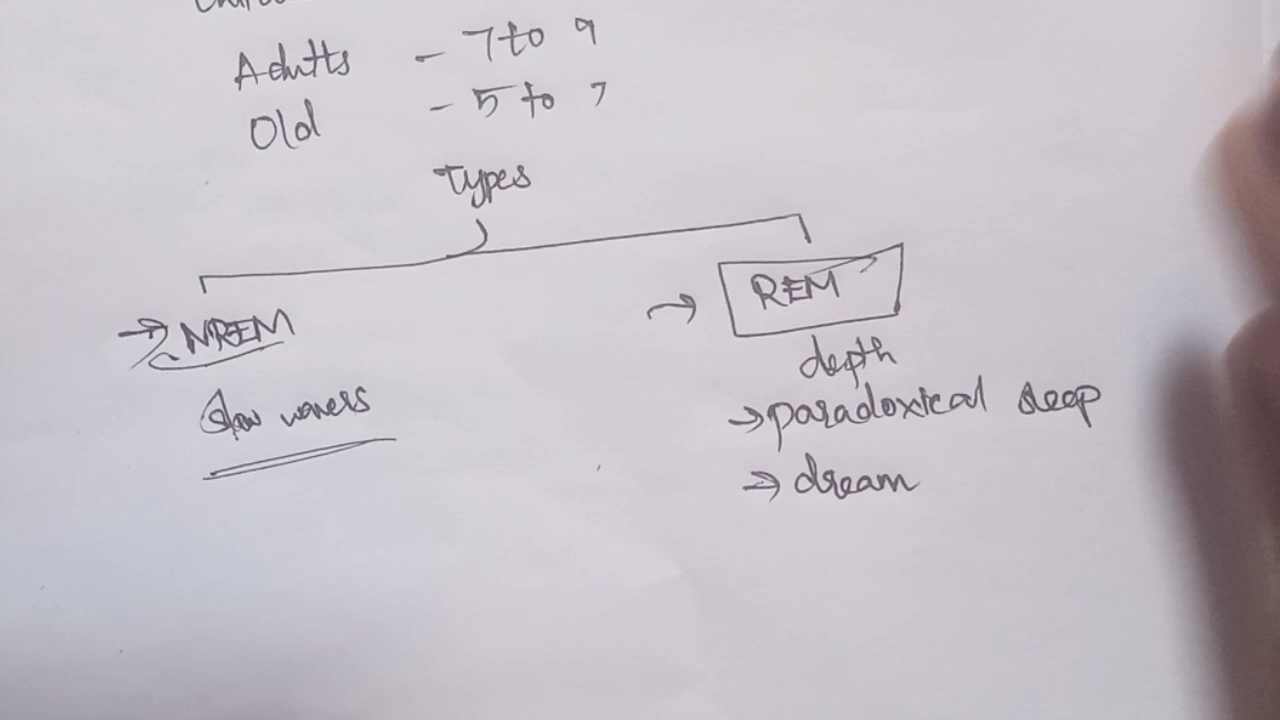 Adults - 7 to 9
Old - 5 to 7
Types
→ NREM
→ REM
slow waves
depth
→ paradoxical sleep
→ dream